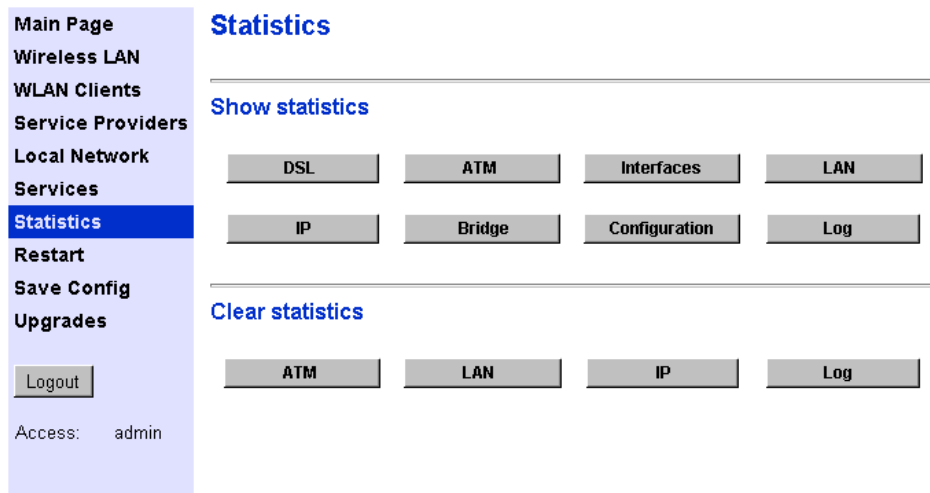 Main Page
Wireless LAN
WLAN Clients
Service Providers
Local Network
Services
Statistics
Restart
Save Config
Upgrades
Logout
Access: admin
Statistics
Show statistics
DSL ATM Interfaces LAN
IP Bridge Configuration Log
Clear statistics
ATM LAN IP Log